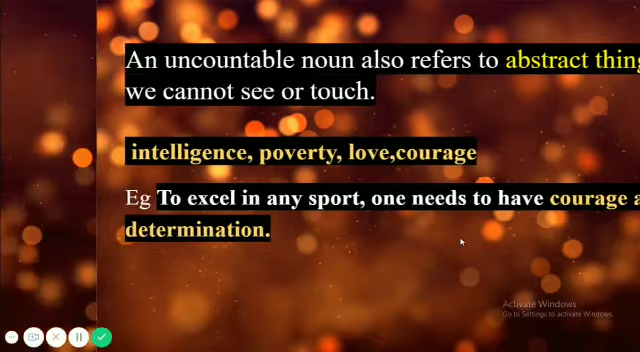 An uncountable noun also refers to abstract
we cannot see or touch.
intelligence, poverty, love,courage
Eg To excel in any sport, one needs to have courage
determination.
Activate Windows
Go to Settings to activate Windows.